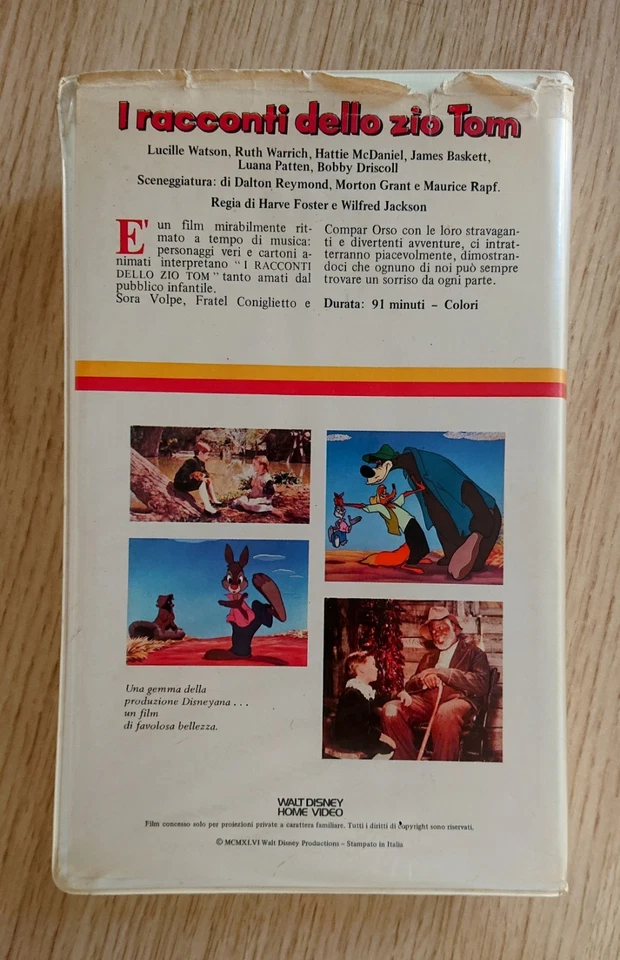 I racconti dello zio Tom
Lucille Watson, Ruth Warrich, Hattie McDaniel, James Baskett,
Luana Patten, Bobby Driscoll
Sceneggiatura: di Dalton Reymond, Morton Grant e Maurice Rapf.
Regia di Harve Foster e Wilfred Jackson
E' un film mirabilmente rit-
mato a tempo di musica:
personaggi veri e cartoni a-
nimati interpretano "I RACCONTI
DELLO ZIO TOM" tanto amati dal
pubblico infantile.
Sora Volpe, Fratel Coniglietto e
Compar Orso con le loro stravagan-
ti e divertenti avventure, ci intrat-
terranno piacevolmente, dimostran-
doci che ognuno di noi può sempre
trovare un sorriso da ogni parte.
Durata: 91 minuti – Colori
Una gemma della
produzione Disneyana . . .
un film
di favolosa bellezza.
WALT DISNEY
HOME VIDEO
Film concesso solo per proiezioni private a carattera familiare. Tutti i diritti di copyright sono riservati,
© MCMXLVI Walt Disney Productions – Stampato in Italia